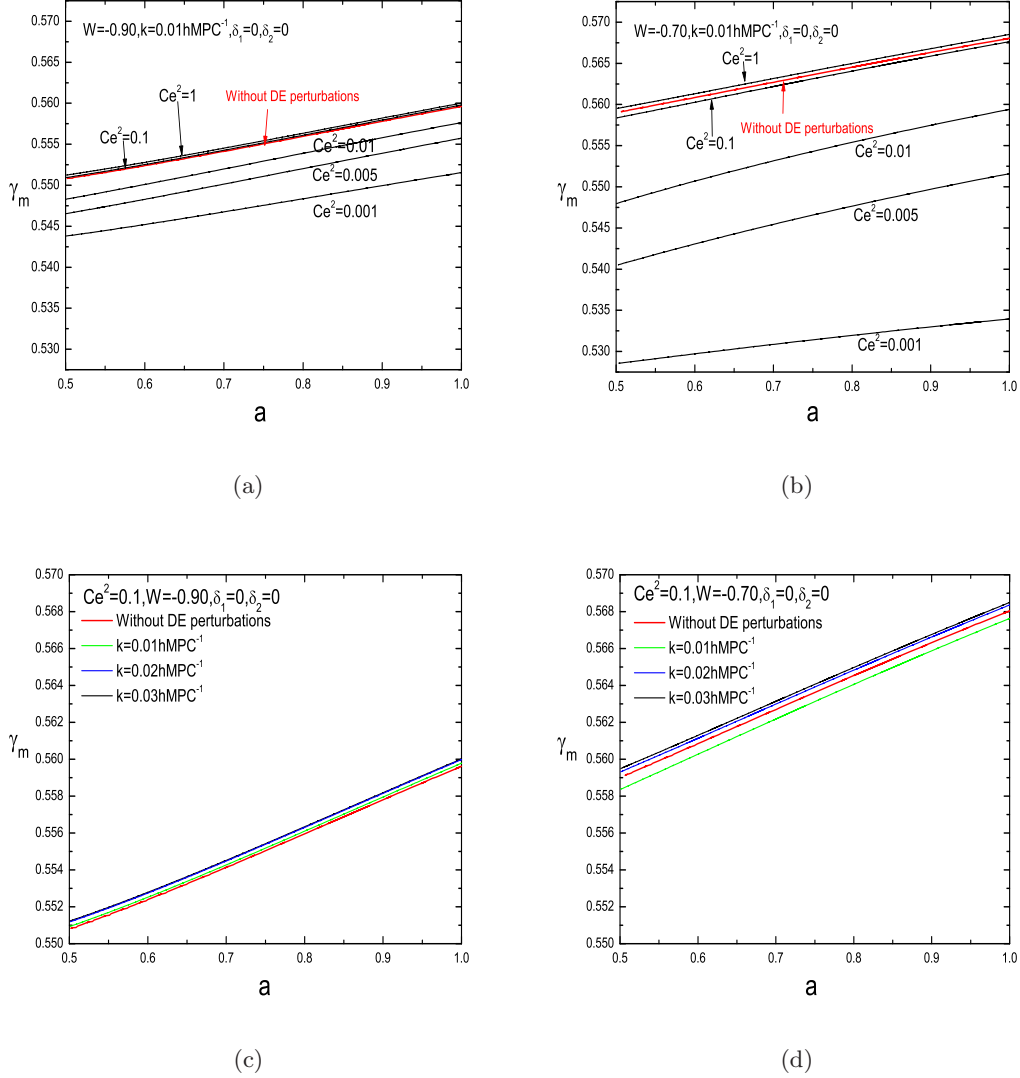 W=-0.90,k=0.01hMPC⁻¹,δ₁=0,δ₂=0
Ce²=1
Without DE perturbations
Ce²=0.1
Ce²=0.01
Ce²=0.005
Ce²=0.001
0.570
0.565
0.560
0.555
0.550
0.545
0.540
0.535
0.530
γₘ
0.5 0.6 0.7 0.8 0.9 1.0
a
(a)
W=-0.70,k=0.01hMPC⁻¹,δ₁=0,δ₂=0
Ce²=1
Without DE perturbations
Ce²=0.1
Ce²=0.01
Ce²=0.005
Ce²=0.001
0.570
0.565
0.560
0.555
0.550
0.545
0.540
0.535
0.530
γₘ
0.5 0.6 0.7 0.8 0.9 1.0
a
(b)
Ce²=0.1,W=-0.90,δ₁=0,δ₂=0
Without DE perturbations
k=0.01hMPC⁻¹
k=0.02hMPC⁻¹
k=0.03hMPC⁻¹
0.570
0.568
0.566
0.564
0.562
0.560
0.558
0.556
0.554
0.552
0.550
γₘ
0.5 0.6 0.7 0.8 0.9 1.0
a
(c)
Ce²=0.1,W=-0.70,δ₁=0,δ₂=0
Without DE perturbations
k=0.01hMPC⁻¹
k=0.02hMPC⁻¹
k=0.03hMPC⁻¹
0.570
0.568
0.566
0.564
0.562
0.560
0.558
0.556
0.554
0.552
0.550
γₘ
0.5 0.6 0.7 0.8 0.9 1.0
a
(d)